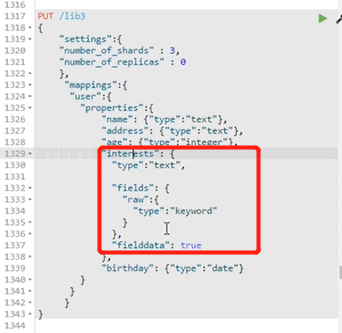 1316
1317 PUT /lib3
1318 {
1319 "settings":{
1320 "number_of_shards" : 3,
1321 "number_of_replicas" : 0
1322 },
1323 "mappings":{
1324 "user":{
1325 "properties":{
1326 "name": {"type":"text"},
1327 "address": {"type":"text"},
1328 "age": {"type":"integer"},
1329 "interests": {
1330 "type":"text",
1331
1332 "fields": {
1333 "raw":{
1334 "type":"keyword"
1335 }
1336 },
1337 "fielddata": true
1338 },
1339 "birthday": {"type":"date"}
1340 }
1341 }
1342 }
1343 }
1344